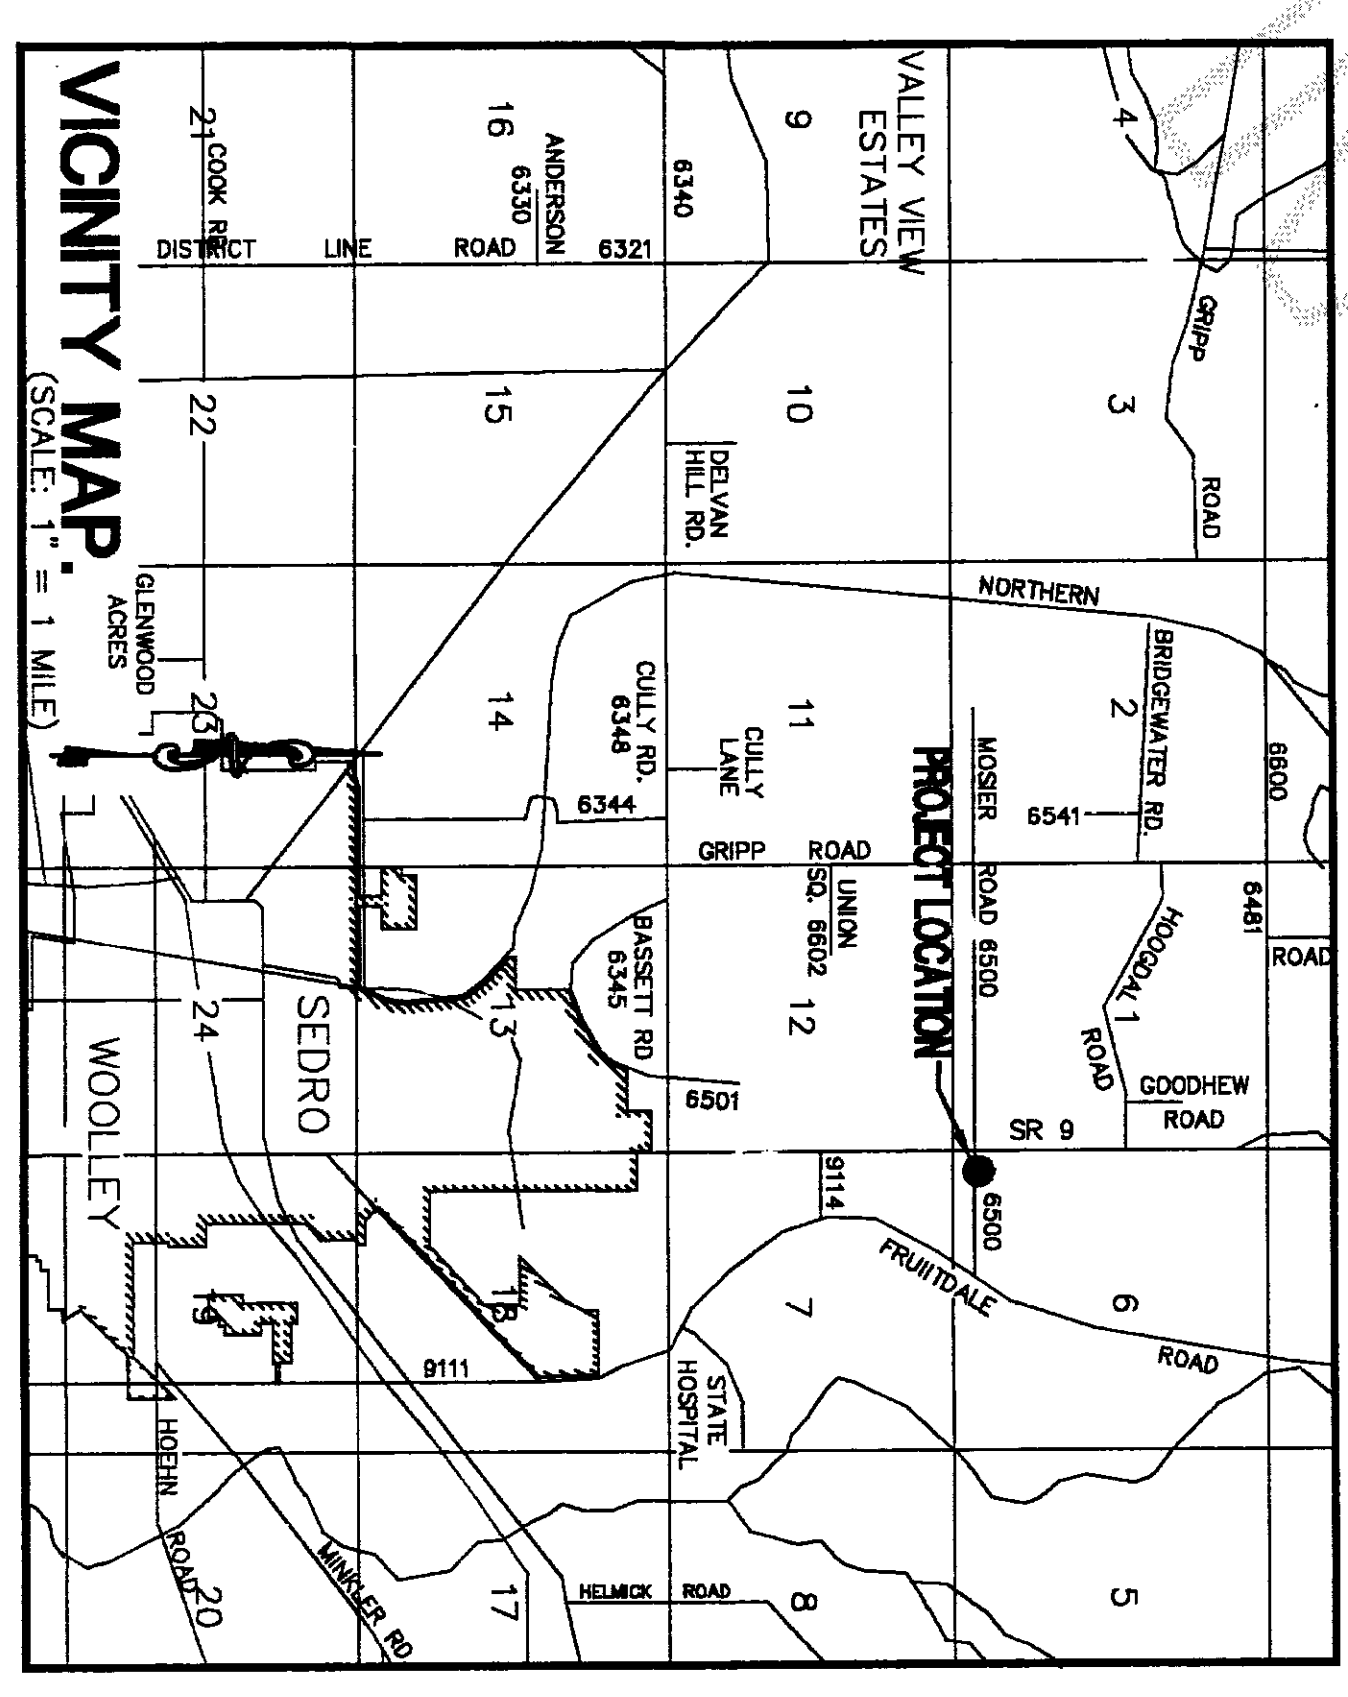 VICINITY MAP.
(SCALE: 1" = 1 MILE)
VALLEY VIEW
ESTATES
4
9
16
21
COOK RD
ANDERSON
6330
6340
DISTRICT LINE ROAD 6321
GRIPP
ROAD
3
10
15
22
DELVAN
HILL RD.
NORTHERN
BRIDGEWATER RD.
2
11
14
23
GLENWOOD
ACRES
CULLY RD.
6348
CULLY
LANE
6344
6541
6600
GRIPP ROAD
MOSIER ROAD 6500
PROJECT LOCATION
UNION
SQ. 6602
6481
ROAD
HOOGDAL
ROAD
1
12
13
24
BASSETT RD
6345
6501
SEDRO
WOOLLEY
GOODHEW
ROAD
SR 9
6500
9114
FRUIITDALE
ROAD
6
7
18
19
9111
STATE
HOSPITAL
HOEHN
ROAD
MINKLER RD
HELMICK ROAD
5
8
17
20